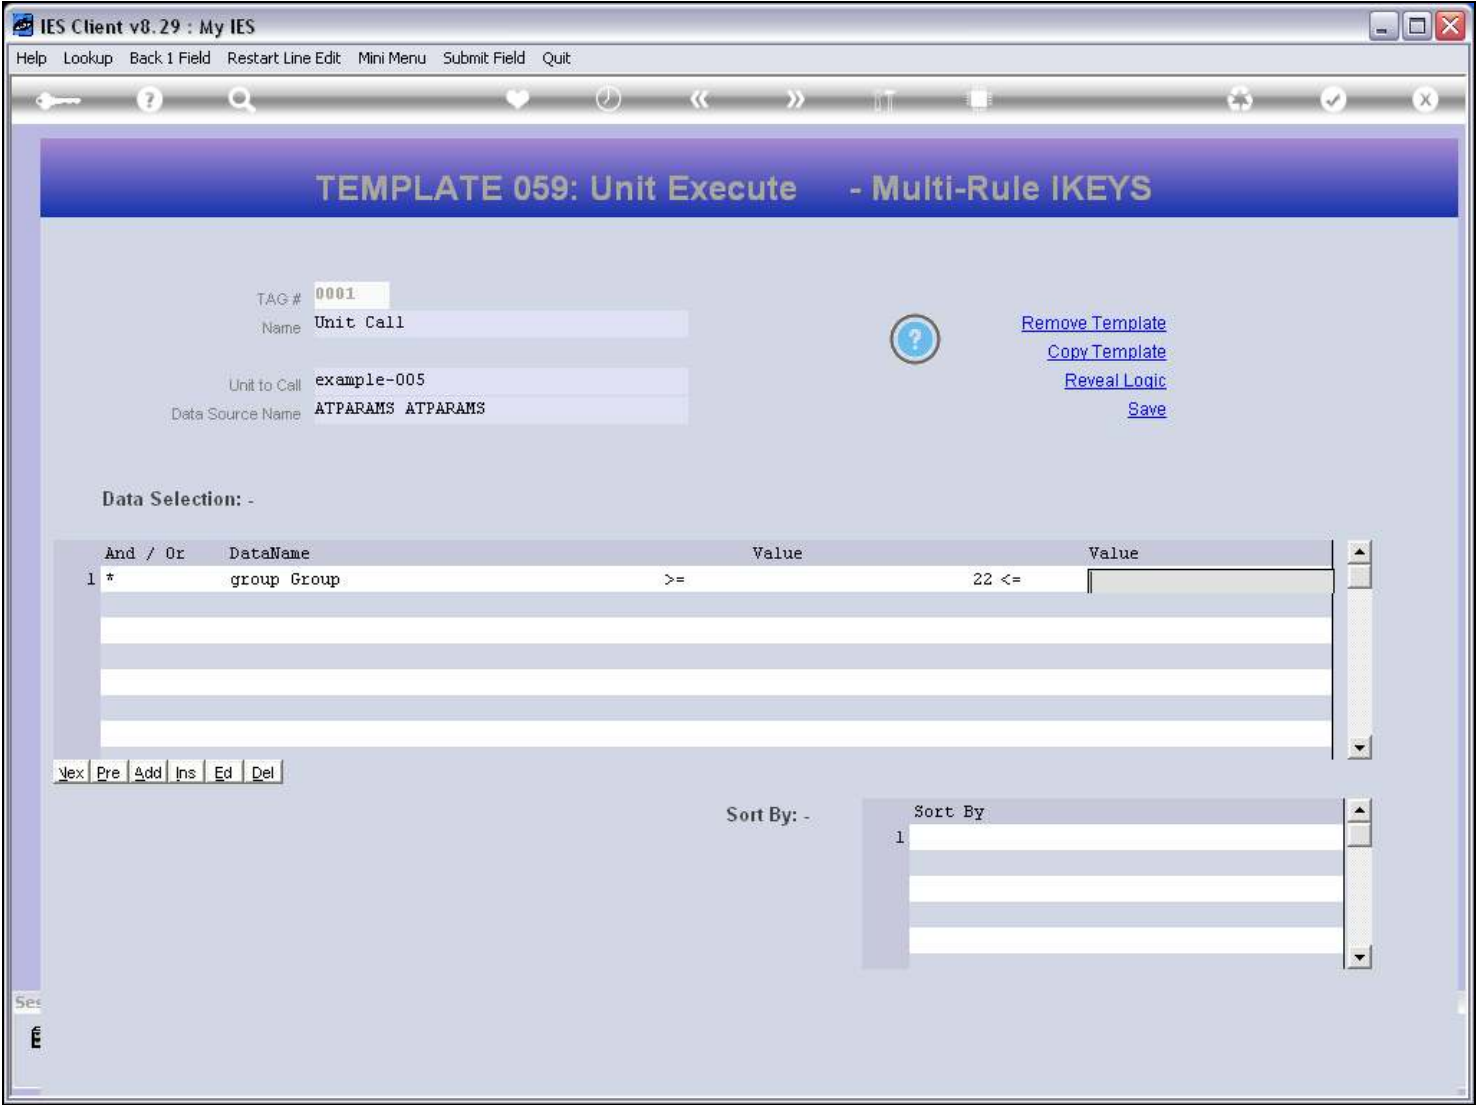 IES Client v8.29 : My IES
Help Lookup Back 1 Field Restart Line Edit Mini Menu Submit Field Quit
TEMPLATE 059: Unit Execute - Multi-Rule IKEYS
TAG # 0001
Name Unit Call
Remove Template
Copy Template
Unit to Call example-005
Reveal Logic
Data Source Name ATPARAMS ATPARAMS
Save
Data Selection: -
And / Or DataName Value Value
1 * group Group >= 22 <=
Nex Pre Add Ins Ed Del
Sort By: -
Sort By
1